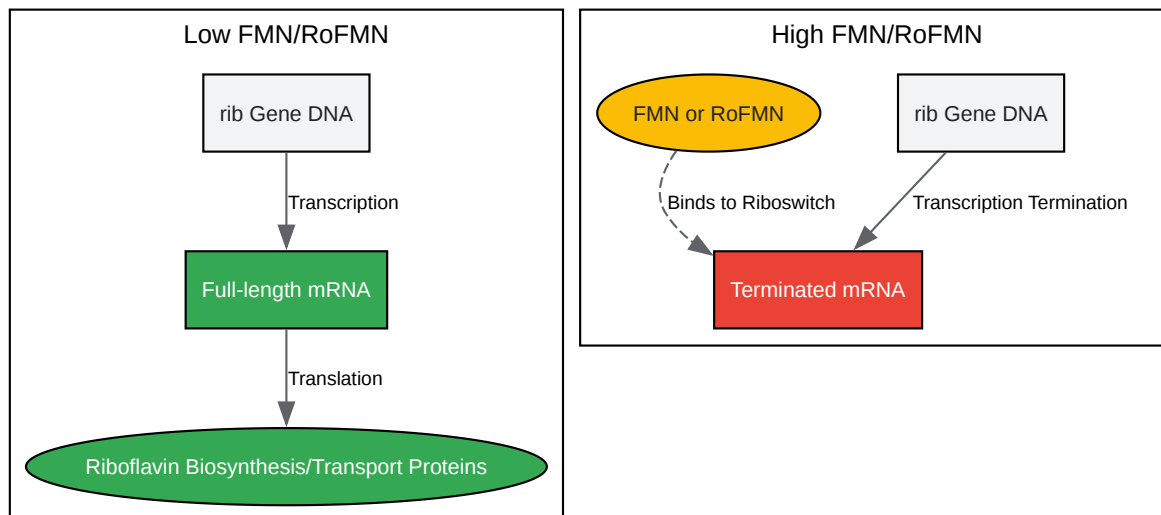 Low FMN/RoFMN
rib Gene DNA
Transcription
Full-length mRNA
Translation
Riboflavin Biosynthesis/Transport Proteins
High FMN/RoFMN
FMN or RoFMN
rib Gene DNA
Binds to Riboswitch
Transcription Termination
Terminated mRNA